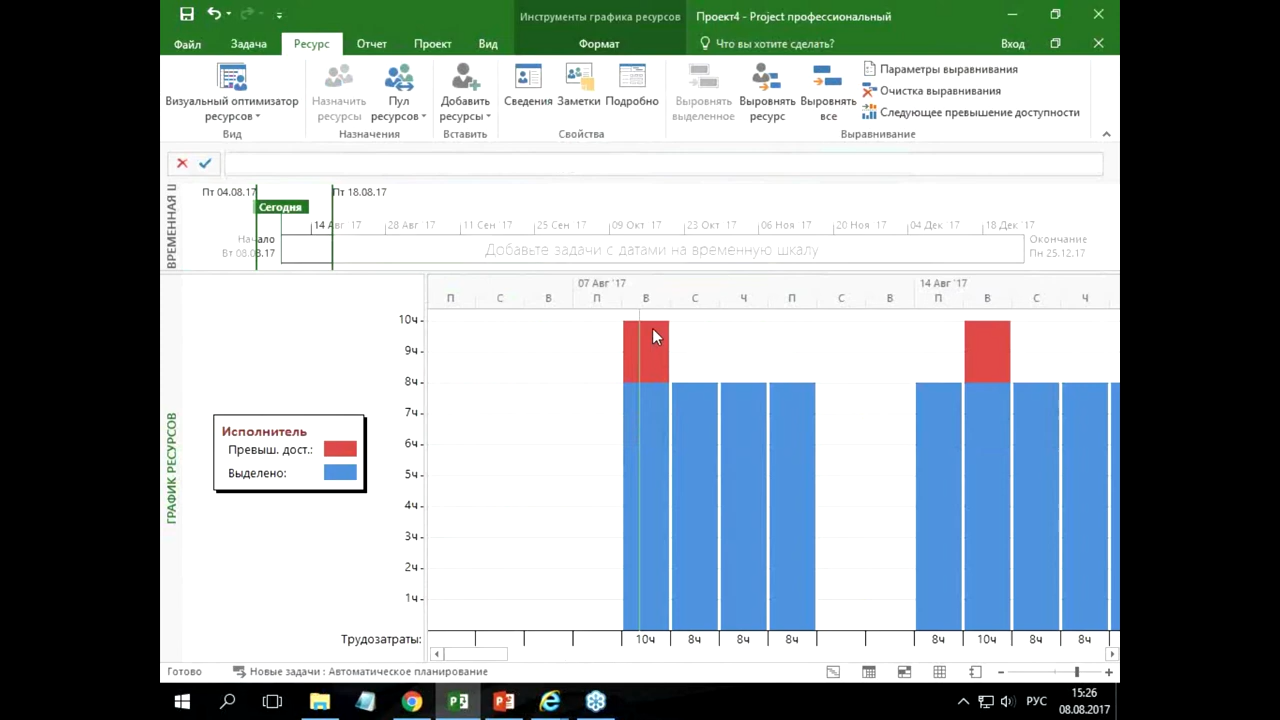 Инструменты графика ресурсов
Проект4 - Project профессиональный
Файл Задача Ресурс Отчет Проект Вид Формат Что вы хотите сделать? Вход
Визуальный оптимизатор ресурсов
Назначить ресурсы
Пул ресурсов
Добавить ресурсы
Сведения
Заметки
Подробно
Выровнять выделенное
Выровнять ресурс
Выровнять все
Параметры выравнивания
Очистка выравнивания
Следующее превышение доступности
Вид Назначения Вставить Свойства Выравнивание
ВРЕМЕННАЯ Ш
Пт 04.08.17 Пт 18.08.17
Сегодня
14 Авг '17 28 Авг '17 11 Сен '17 25 Сен '17 09 Окт '17 23 Окт '17 06 Ноя '17 20 Ноя '17 04 Дек '17 18 Дек '17
Начало
Вт 08.08.17
Добавьте задачи с датами на временную шкалу
Окончание
Пн 25.12.17
07 Авг '17 14 Авг '17
П С В П В С Ч П С В П В С Ч
ГРАФИК РЕСУРСОВ
10ч
9ч
8ч
7ч
6ч
5ч
4ч
3ч
2ч
1ч
Исполнитель
Превыш. дост.:
Выделено:
Трудозатраты: 10ч 8ч 8ч 8ч 8ч 10ч 8ч 8ч
Готово Новые задачи : Автоматическое планирование
РУС
15:26
08.08.2017